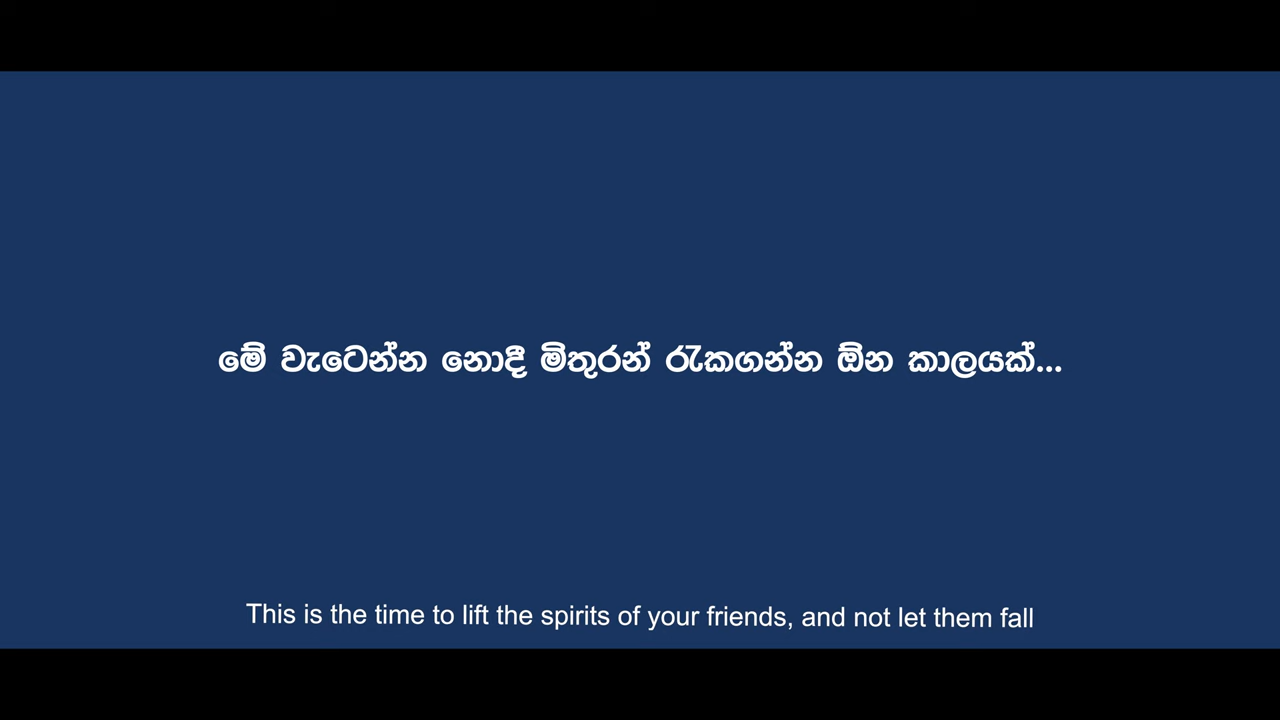 මේ වැටෙන්න නොදී මිතුරන් රැකගන්න ඕන කාලයක්...
This is the time to lift the spirits of your friends, and not let them fall